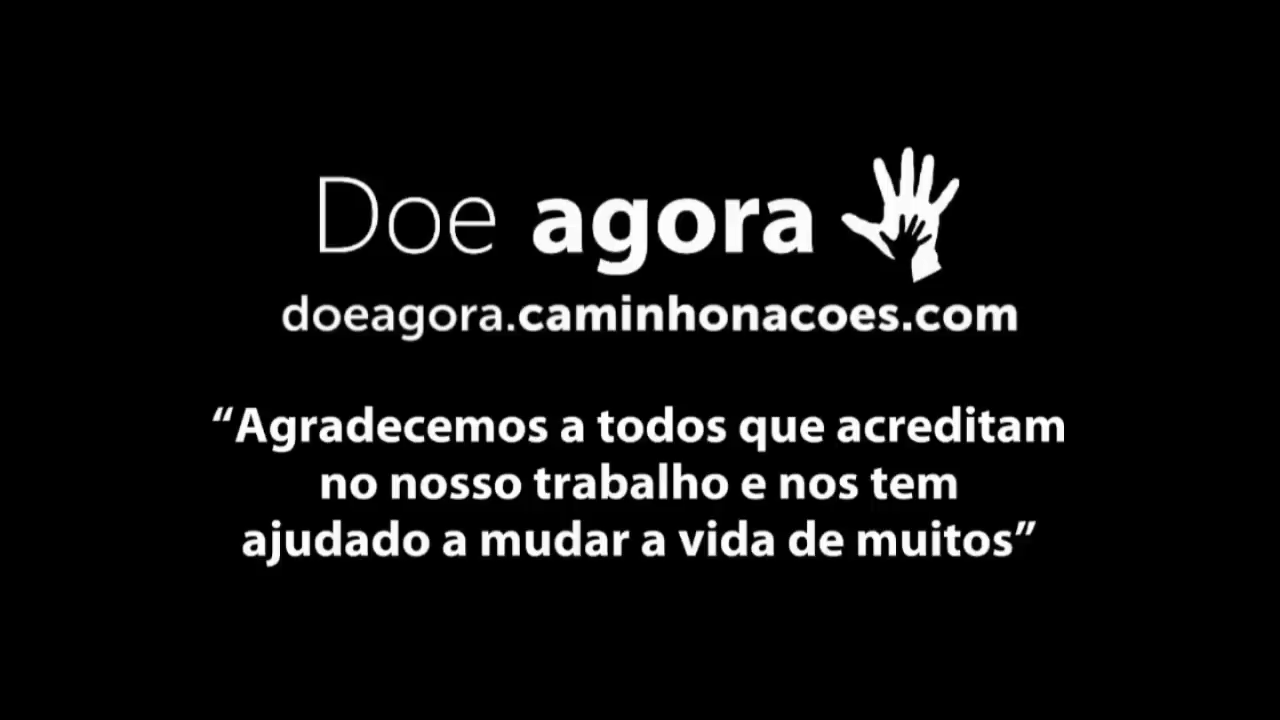 Doe agora
doeagora.caminhonacoes.com
“Agradecemos a todos que acreditam
no nosso trabalho e nos tem
ajudado a mudar a vida de muitos”